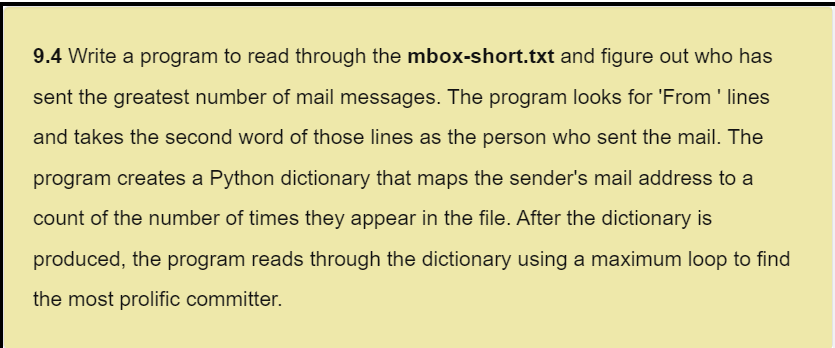 9.4 Write a program to read through the mbox-short.txt and figure out who has
sent the greatest number of mail messages. The program looks for 'From ' lines
and takes the second word of those lines as the person who sent the mail. The
program creates a Python dictionary that maps the sender's mail address to a
count of the number of times they appear in the file. After the dictionary is
produced, the program reads through the dictionary using a maximum loop to find
the most prolific committer.